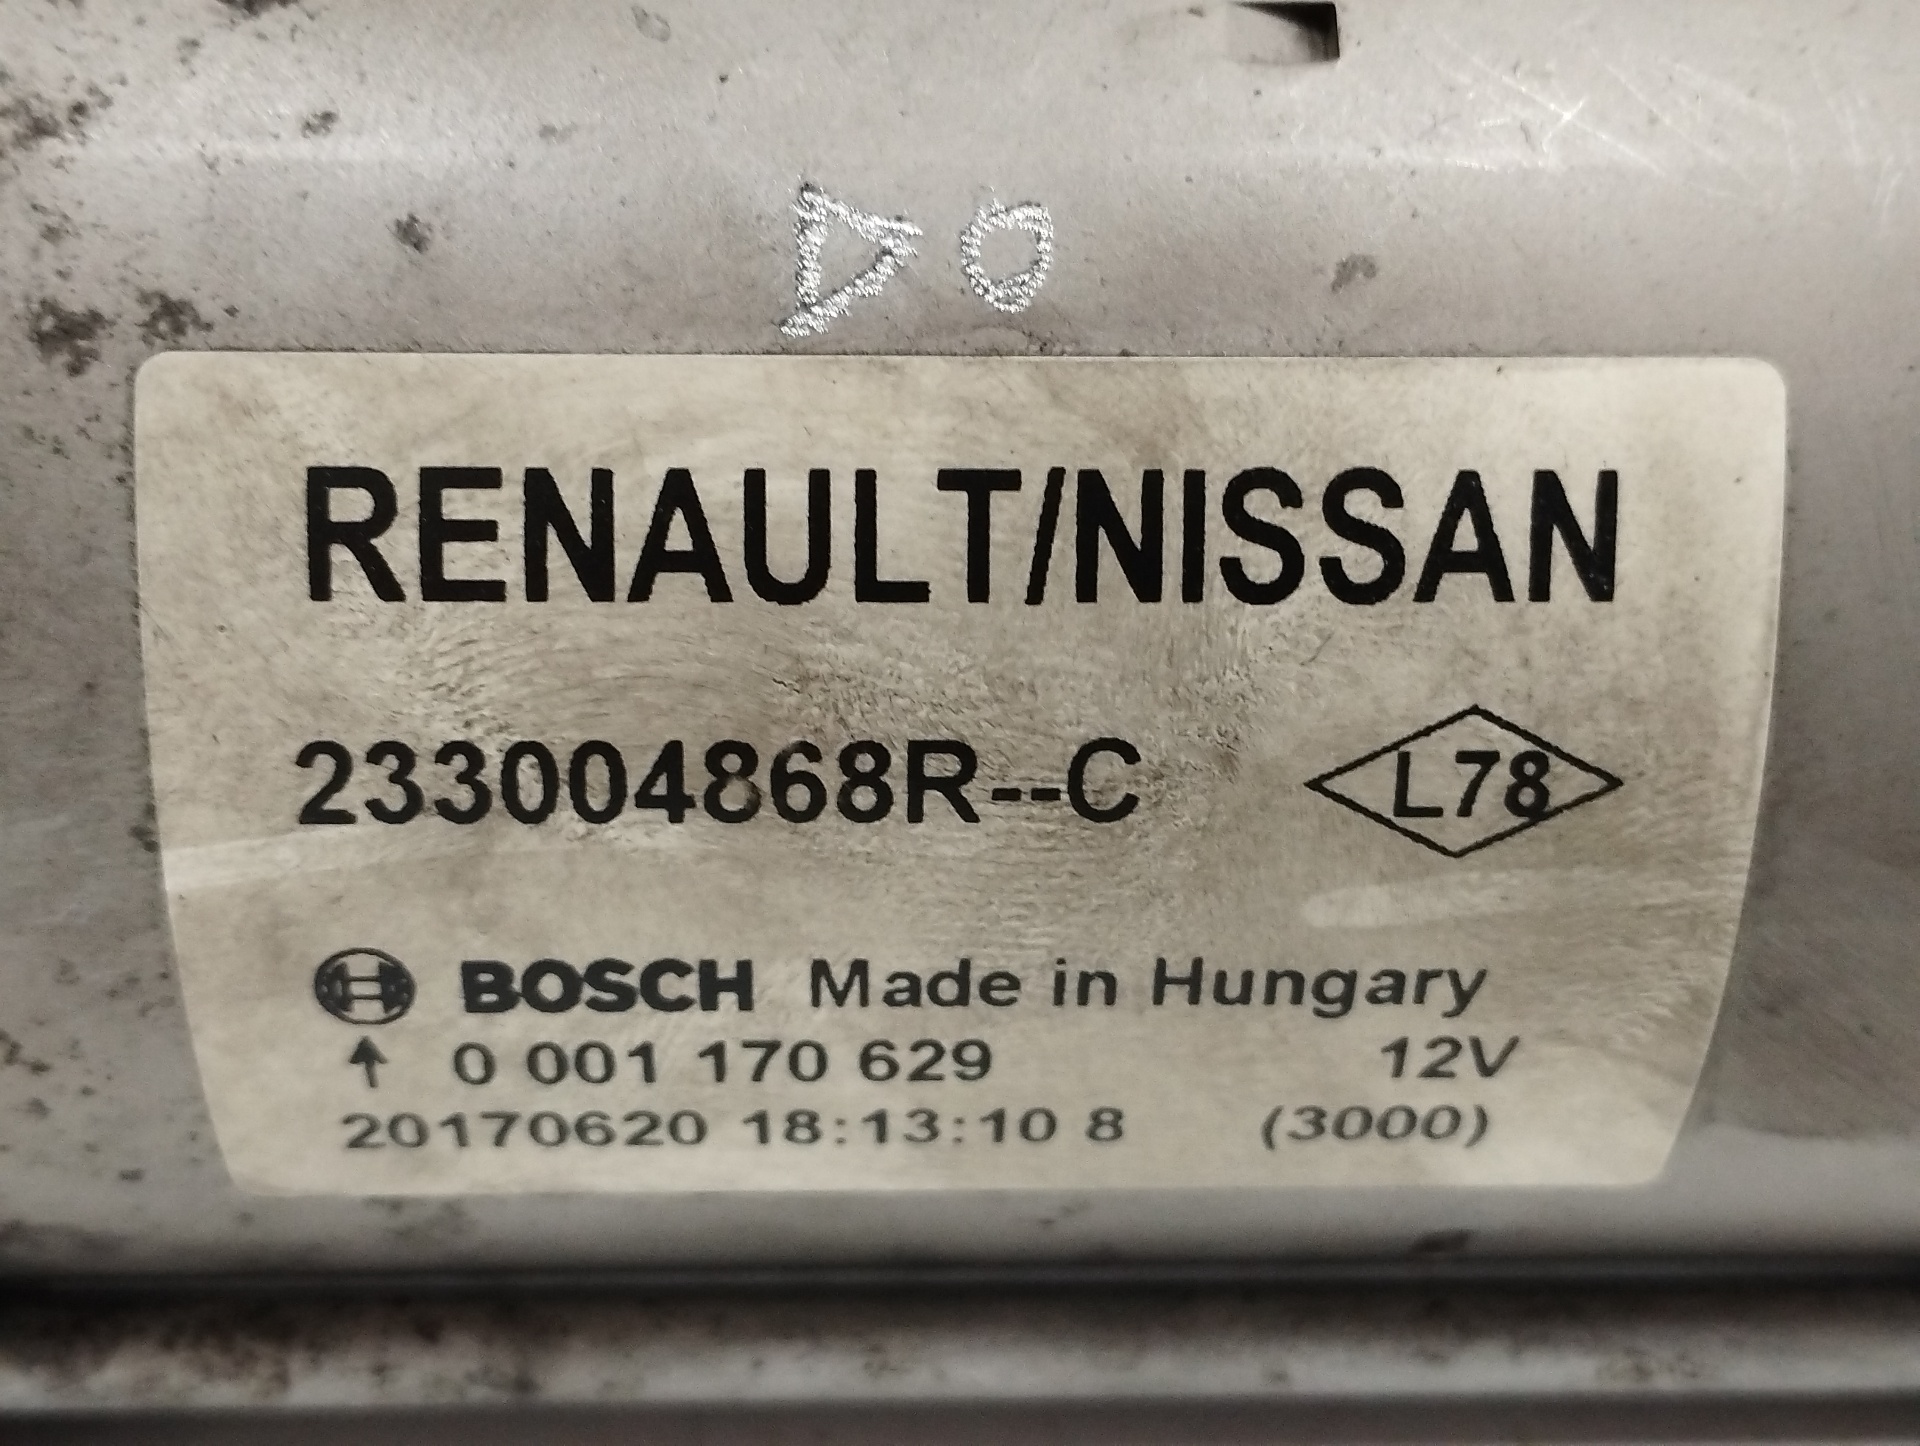 DO
RENAULT/NISSAN
233004868R--C L78
BOSCH Made in Hungary
0 001 170 629 12V
20170620 18:13:10 8 (3000)